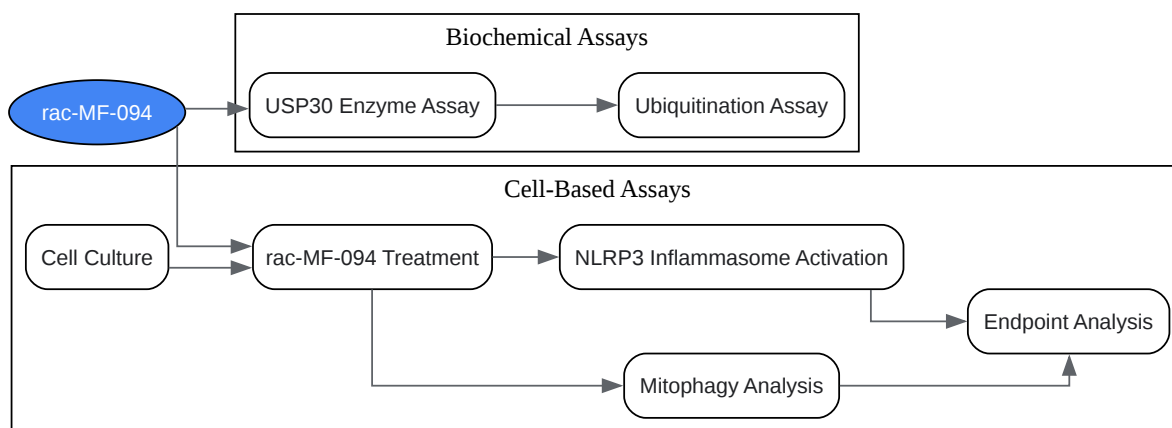 Biochemical Assays
rac-MF-094
USP30 Enzyme Assay
Ubiquitination Assay
Cell-Based Assays
Cell Culture
rac-MF-094 Treatment
NLRP3 Inflammasome Activation
Endpoint Analysis
Mitophagy Analysis